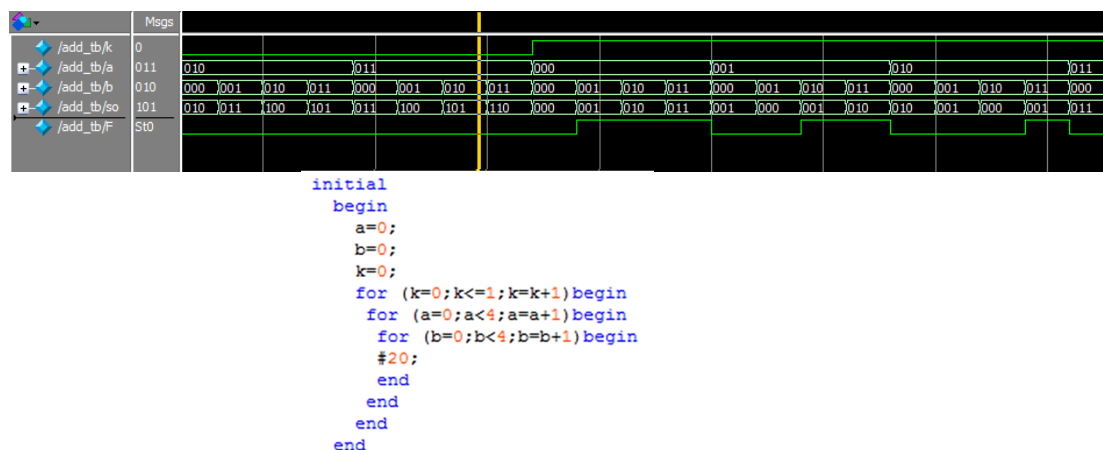 Msgs
/add_tb/k 0
/add_tb/a 011 010 011 000 001 010 011
/add_tb/b 010 000 001 010 011 000 001 010 011 000 001 010 011 000 001 010 011 000 001 010 011 000
/add_tb/so 101 010 011 100 101 011 100 101 110 000 001 010 011 001 000 001 010 010 001 000 001 011
/add_tb/F St0
initial
begin
a=0;
b=0;
k=0;
for (k=0;k<=1;k=k+1)begin
for (a=0;a<4;a=a+1)begin
for (b=0;b<4;b=b+1)begin
#20;
end
end
end
end